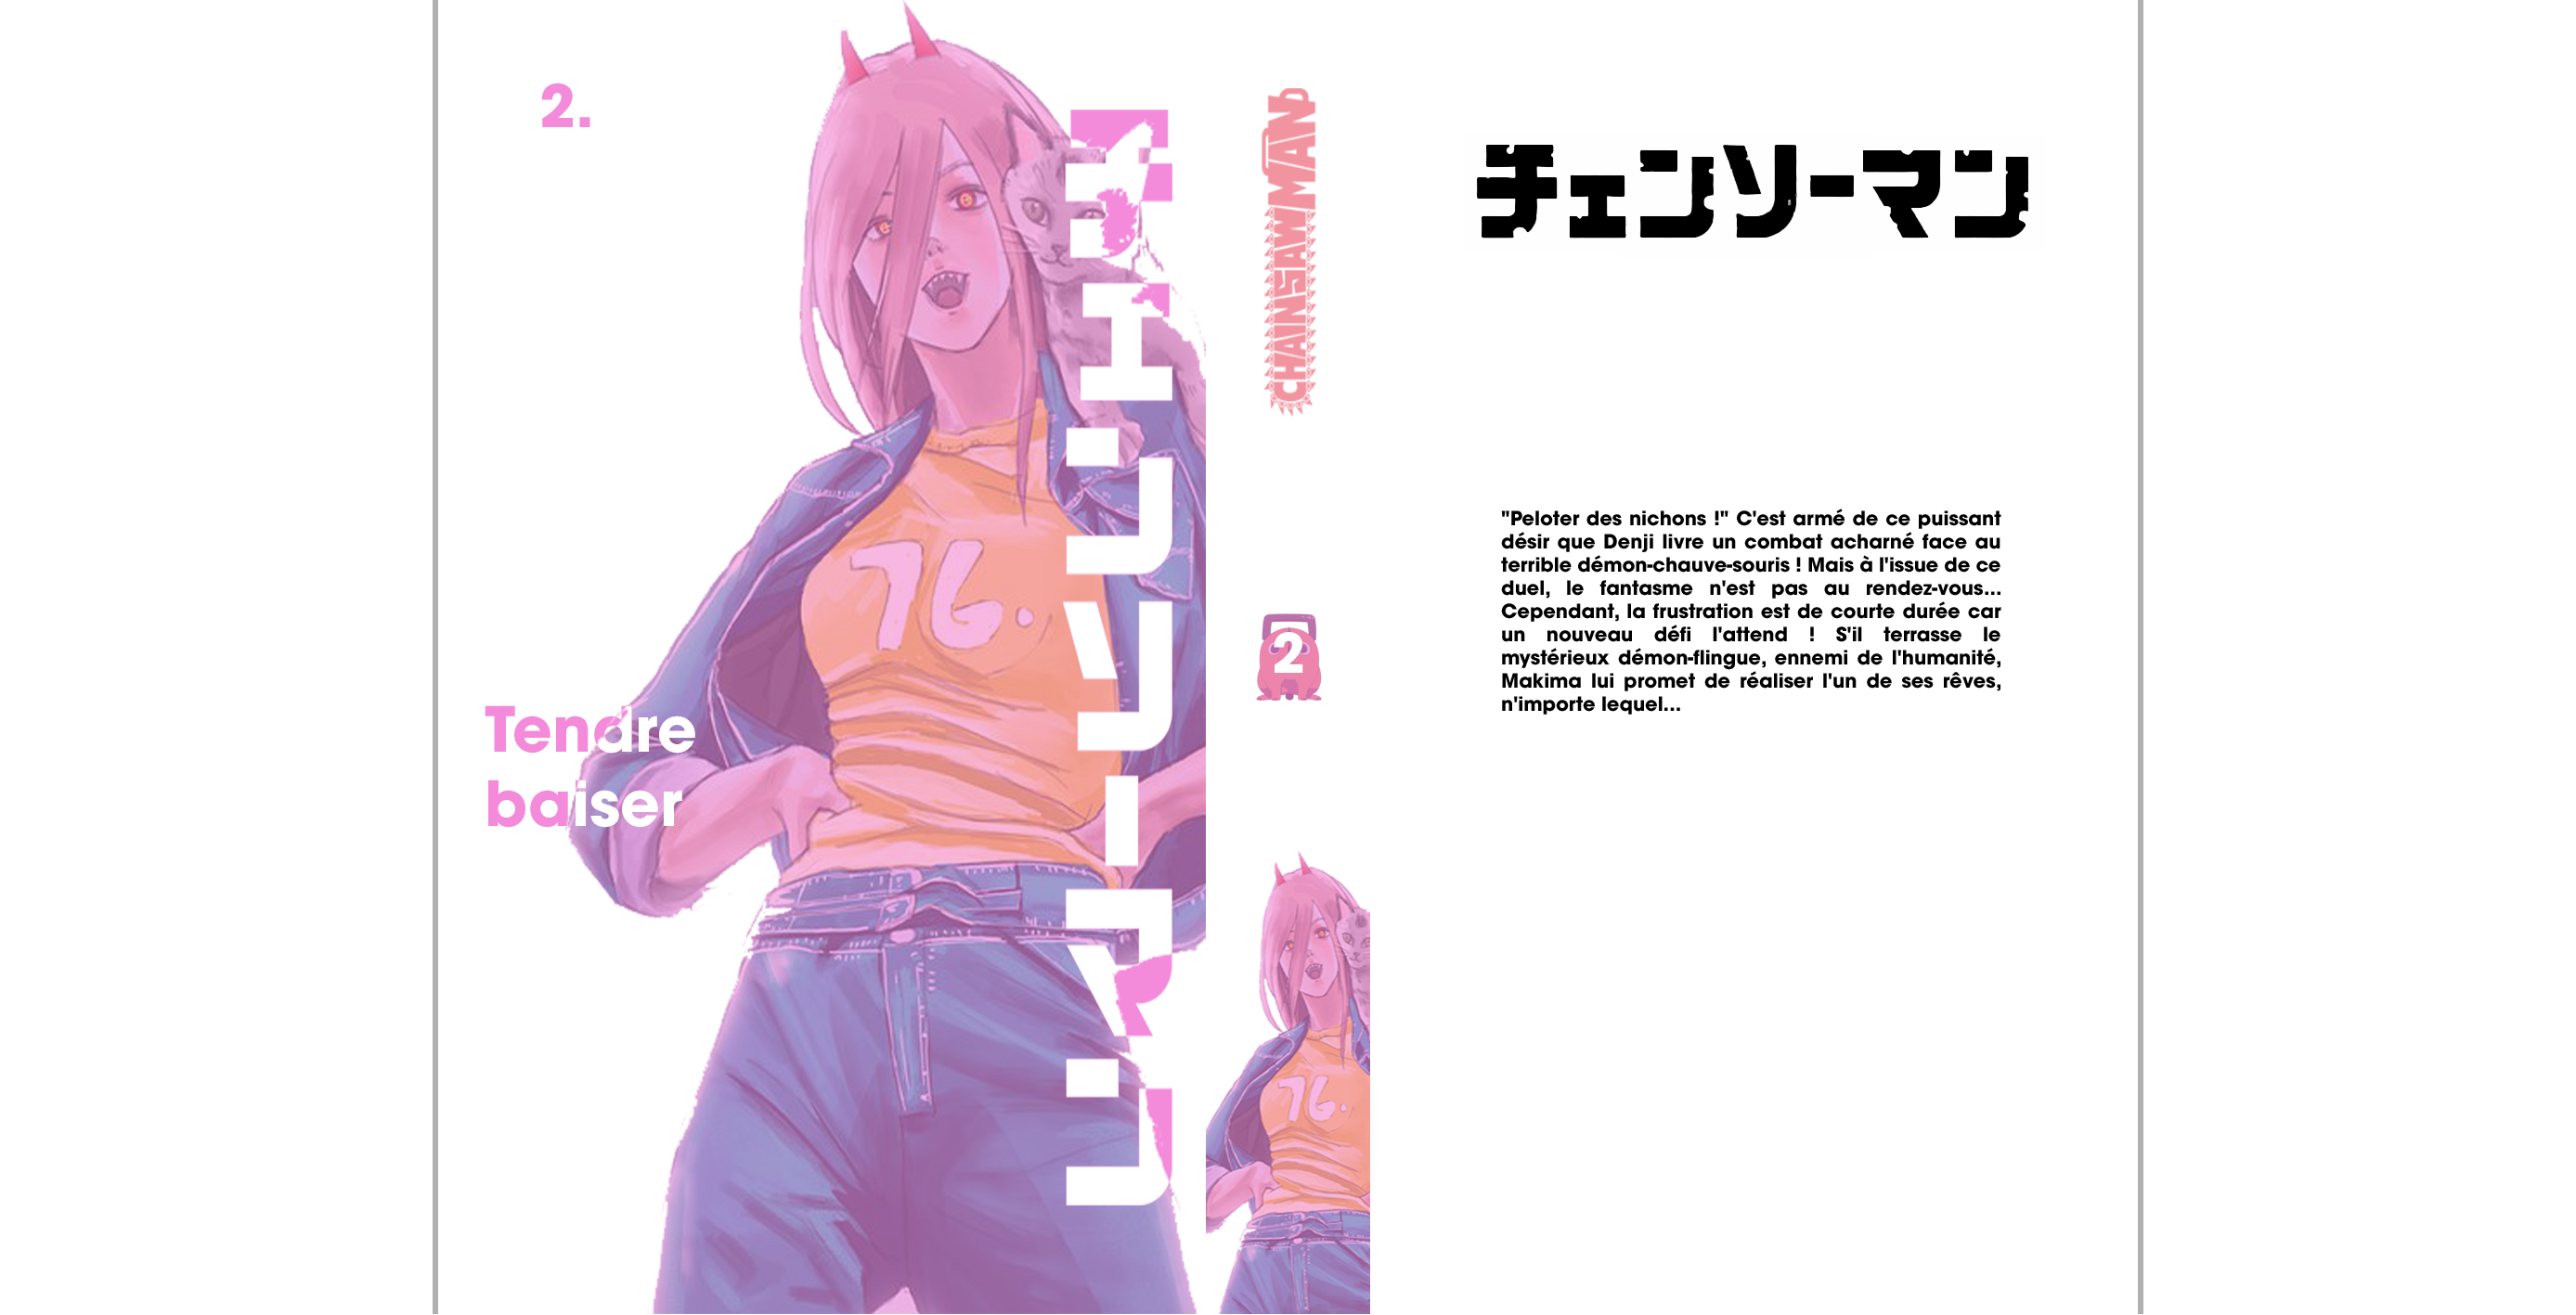 2.
チェンソーマン
76.
Tendre
baiser
CHAINSAWMAN
2
76.
チェンソーマン
"Peloter des nichons !" C'est armé de ce puissant
désir que Denji livre un combat acharné face au
terrible démon-chauve-souris ! Mais à l'issue de ce
duel, le fantasme n'est pas au rendez-vous...
Cependant, la frustration est de courte durée car
un nouveau défi l'attend ! S'il terrasse le
mystérieux démon-flingue, ennemi de l'humanité,
Makima lui promet de réaliser l'un de ses rêves,
n'importe lequel...